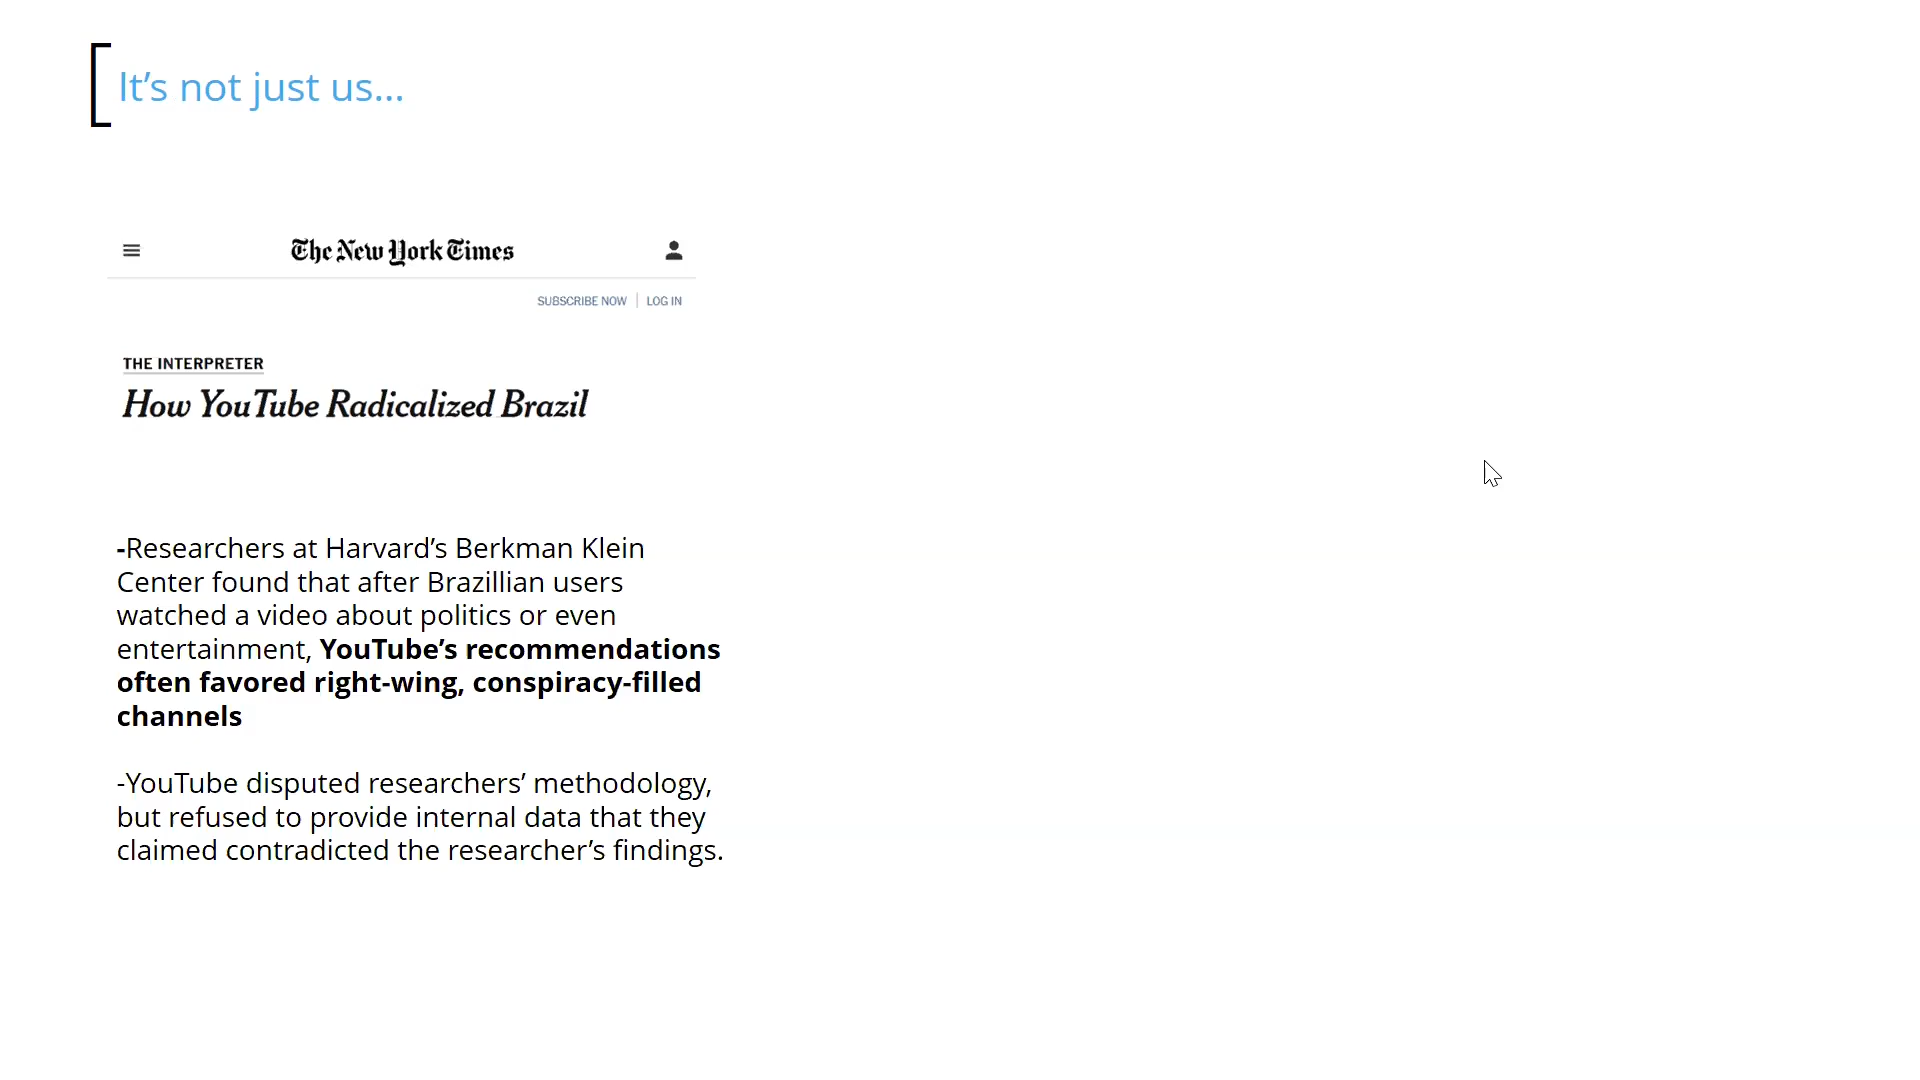 It’s not just us...
The New York Times
SUBSCRIBE NOW | LOG IN
THE INTERPRETER
How YouTube Radicalized Brazil
-Researchers at Harvard’s Berkman Klein
Center found that after Brazillian users
watched a video about politics or even
entertainment, YouTube’s recommendations
often favored right-wing, conspiracy-filled
channels
-YouTube disputed researchers’ methodology,
but refused to provide internal data that they
claimed contradicted the researcher’s findings.